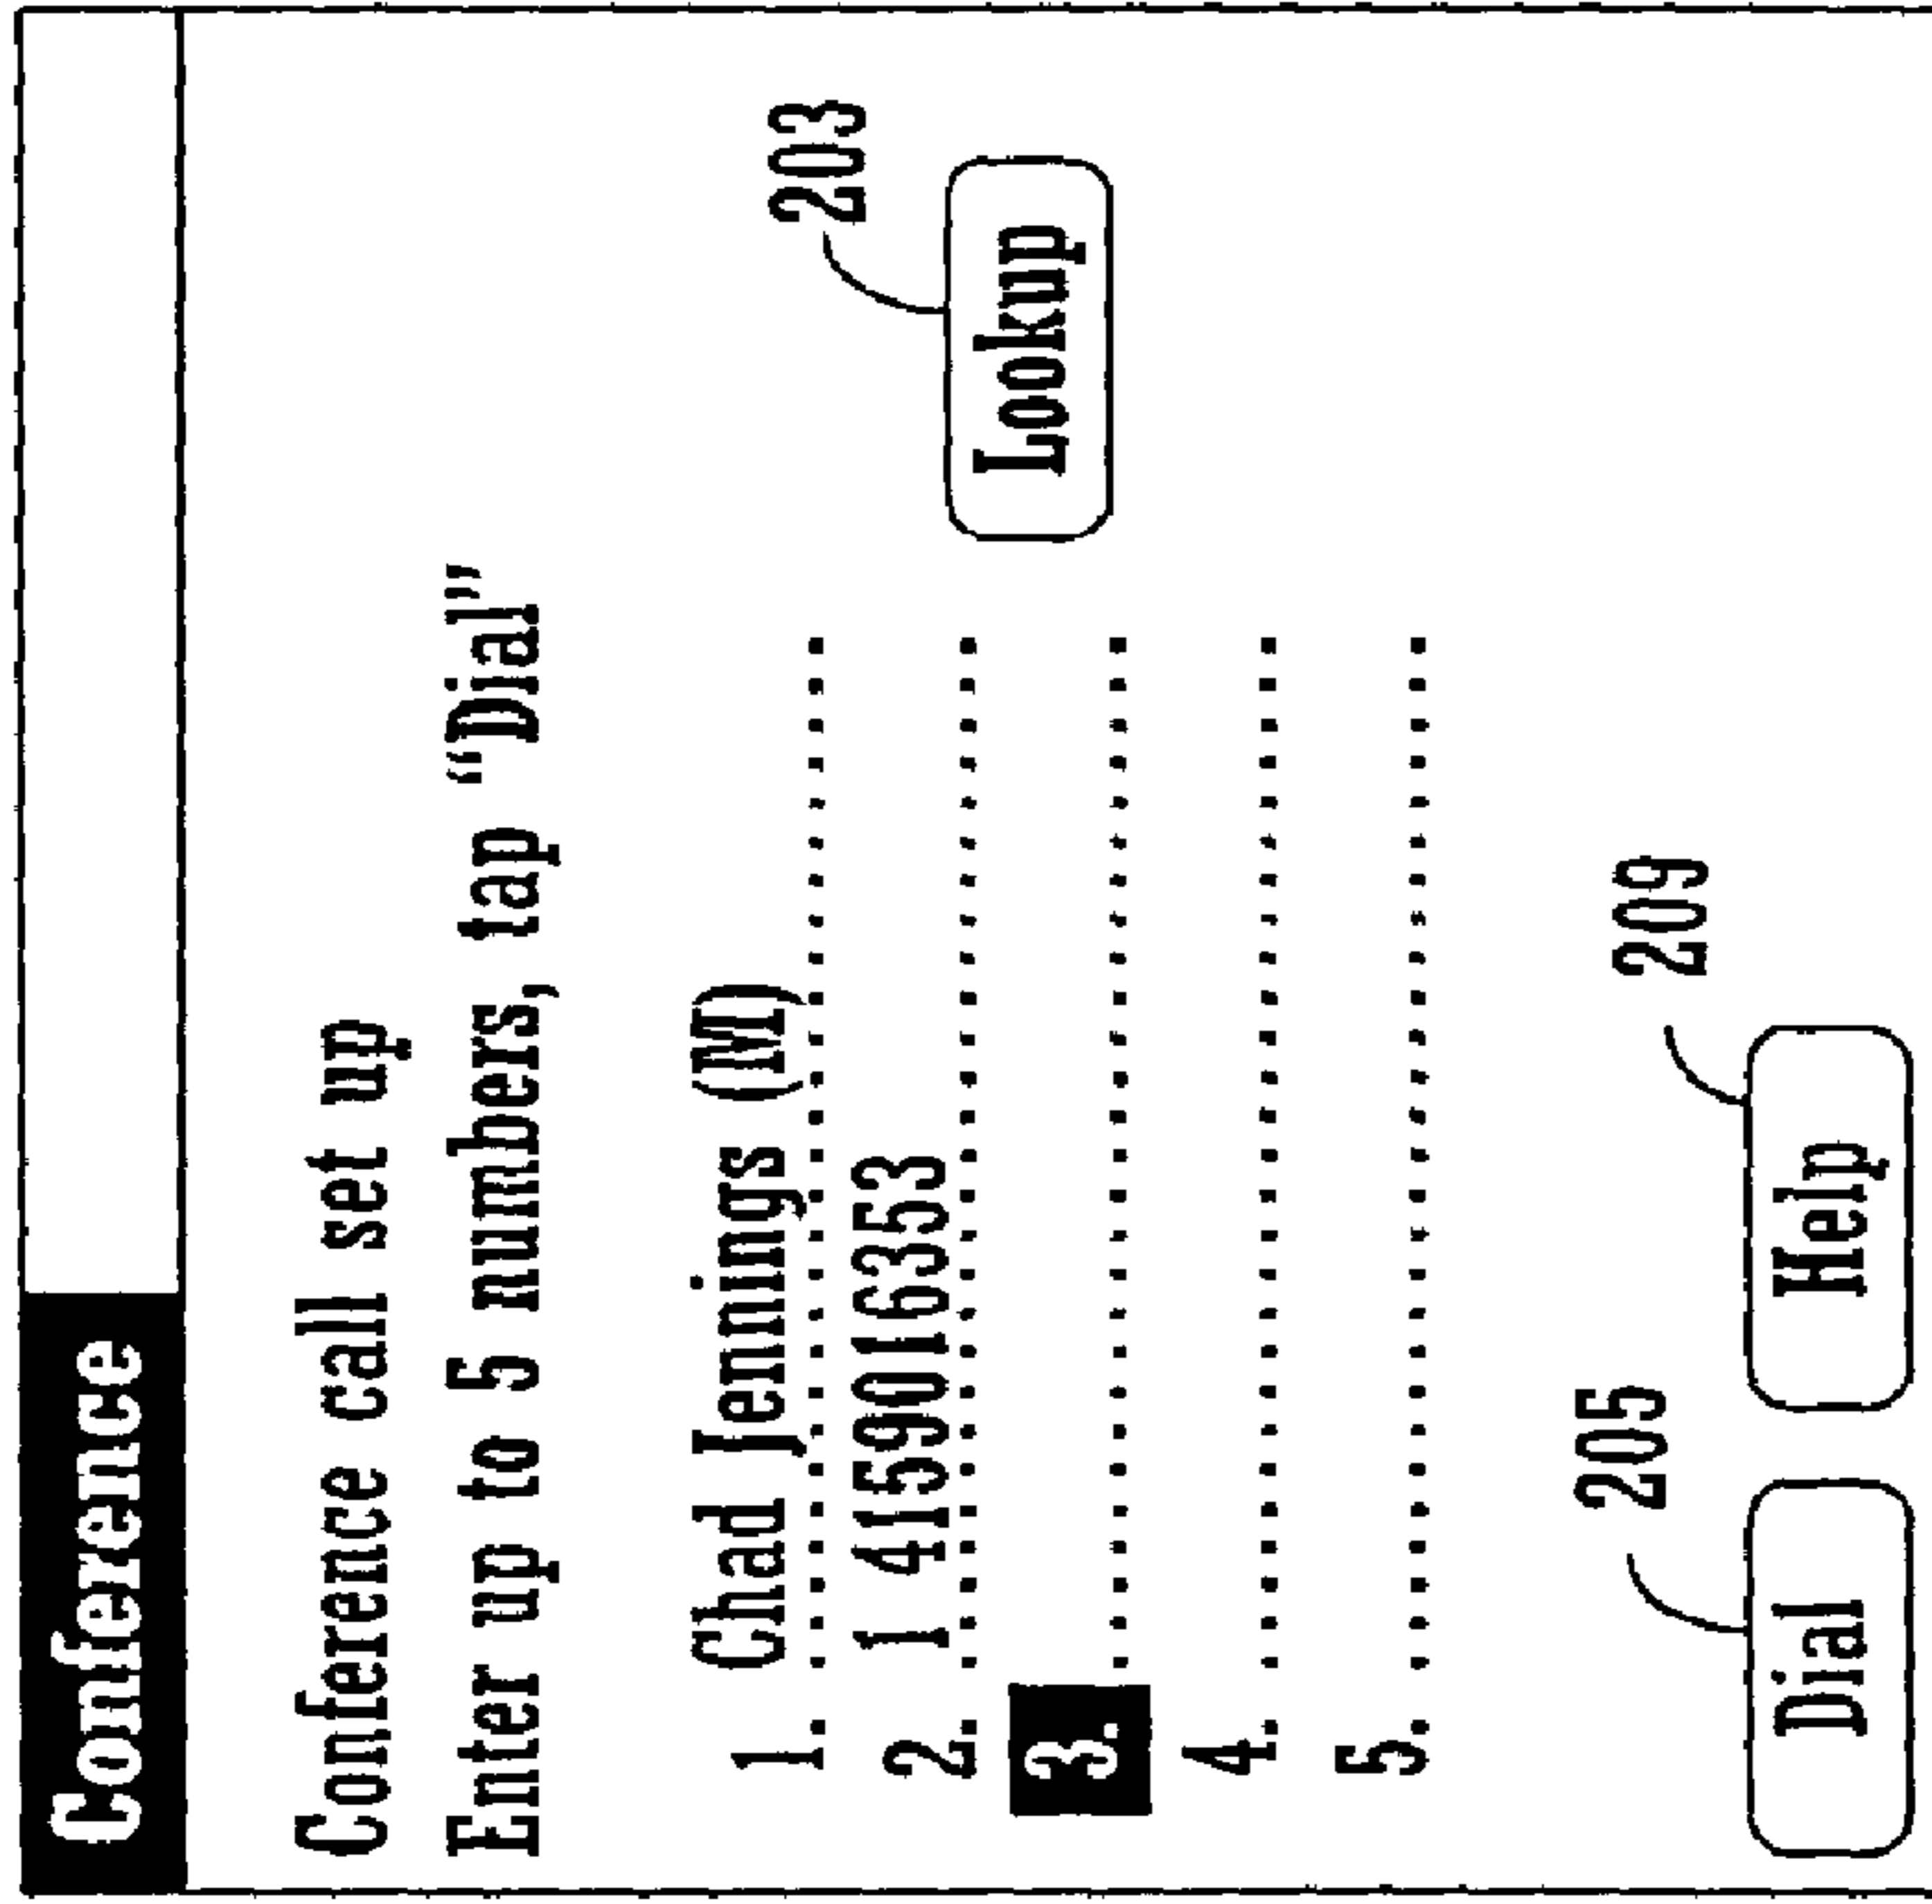 Conference
Conference call set up
Enter up to 5 numbers, tap “Dial”
1. Chad Jennings (W)
2. 1 4159016353
203
3.
Lookup
4.
5.
205
209
Dial
Help